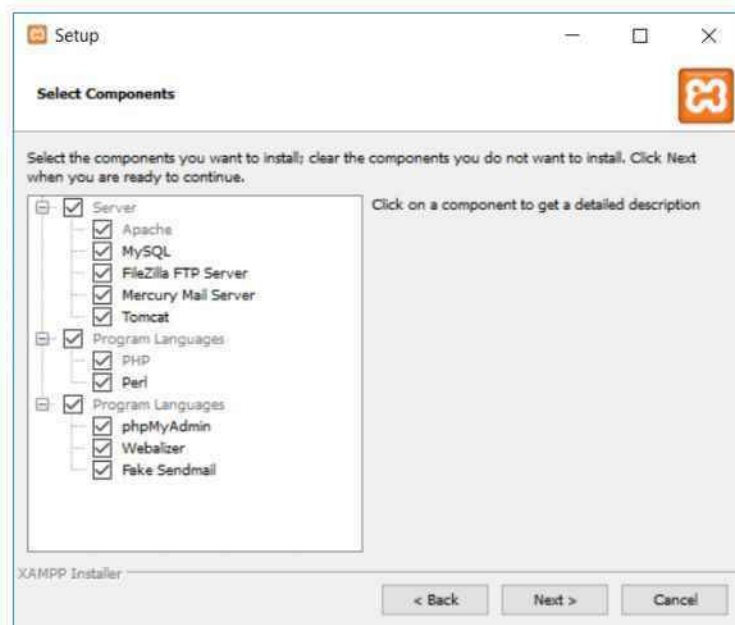 Setup
Select Components
Select the components you want to install; clear the components you do not want to install. Click Next
when you are ready to continue.
Server
Apache
MySQL
FileZilla FTP Server
Mercury Mail Server
Tomcat
Program Languages
PHP
Perl
Program Languages
phpMyAdmin
Webalizer
Fake Sendmail
Click on a component to get a detailed description
XAMPP Installer
< Back
Next >
Cancel